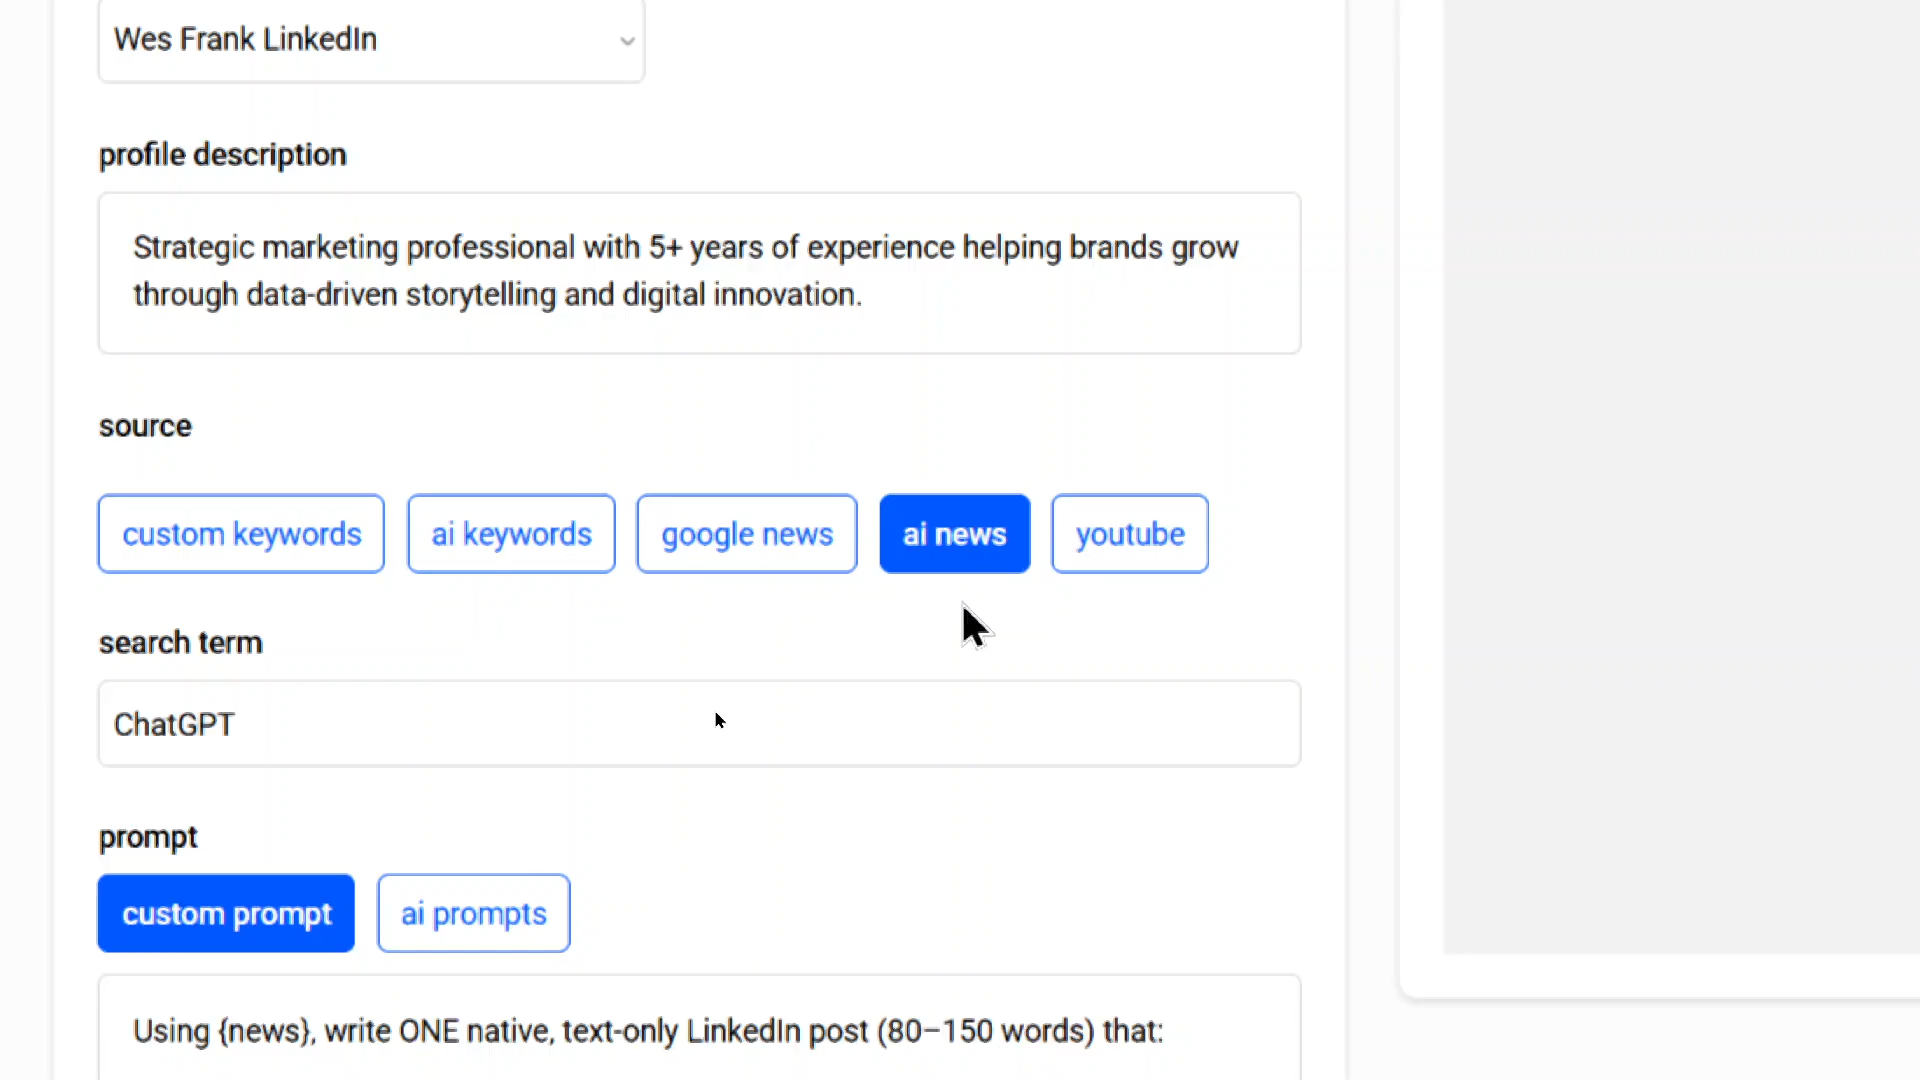 Wes Frank LinkedIn
profile description
Strategic marketing professional with 5+ years of experience helping brands grow
through data-driven storytelling and digital innovation.
source
custom keywords
ai keywords
google news
ai news
youtube
search term
ChatGPT
prompt
custom prompt
ai prompts
Using {news}, write ONE native, text-only LinkedIn post (80–150 words) that: